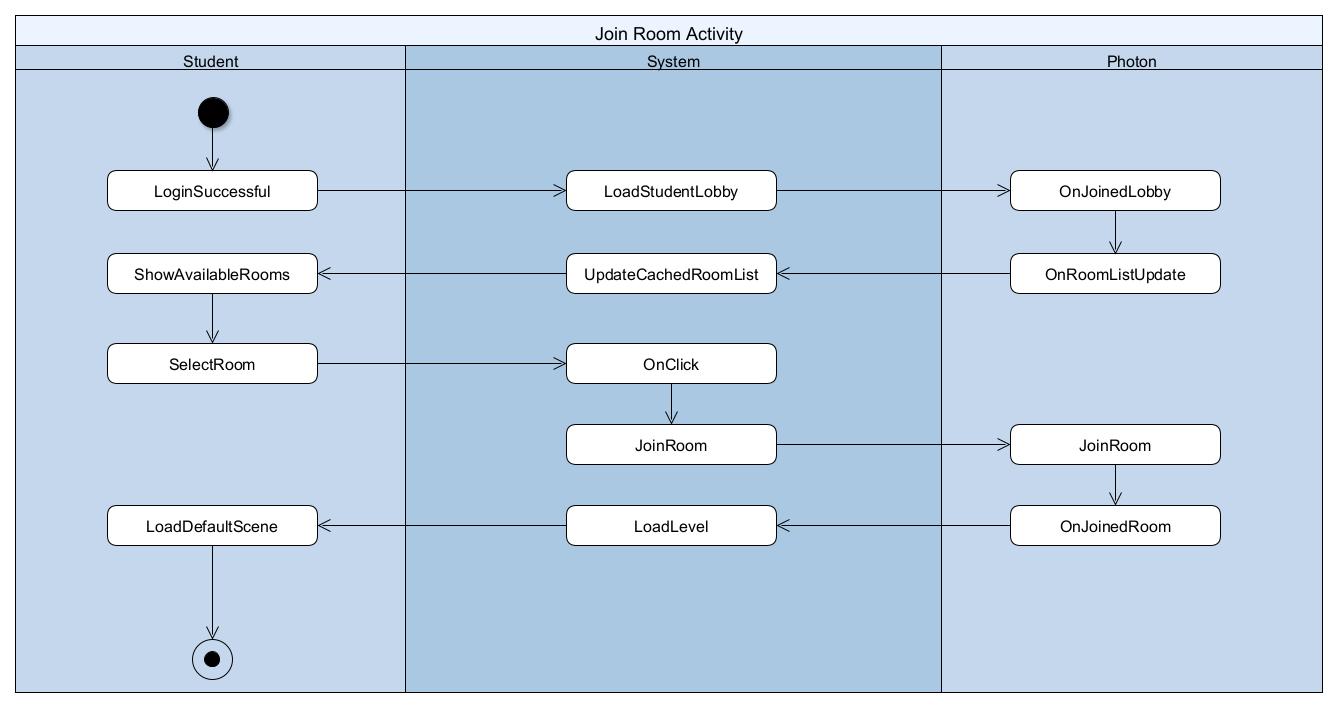 Join Room Activity
Student
System
Photon
LoginSuccessful
LoadStudentLobby
OnJoinedLobby
ShowAvailableRooms
UpdateCachedRoomList
OnRoomListUpdate
SelectRoom
OnClick
JoinRoom
JoinRoom
LoadDefaultScene
LoadLevel
OnJoinedRoom